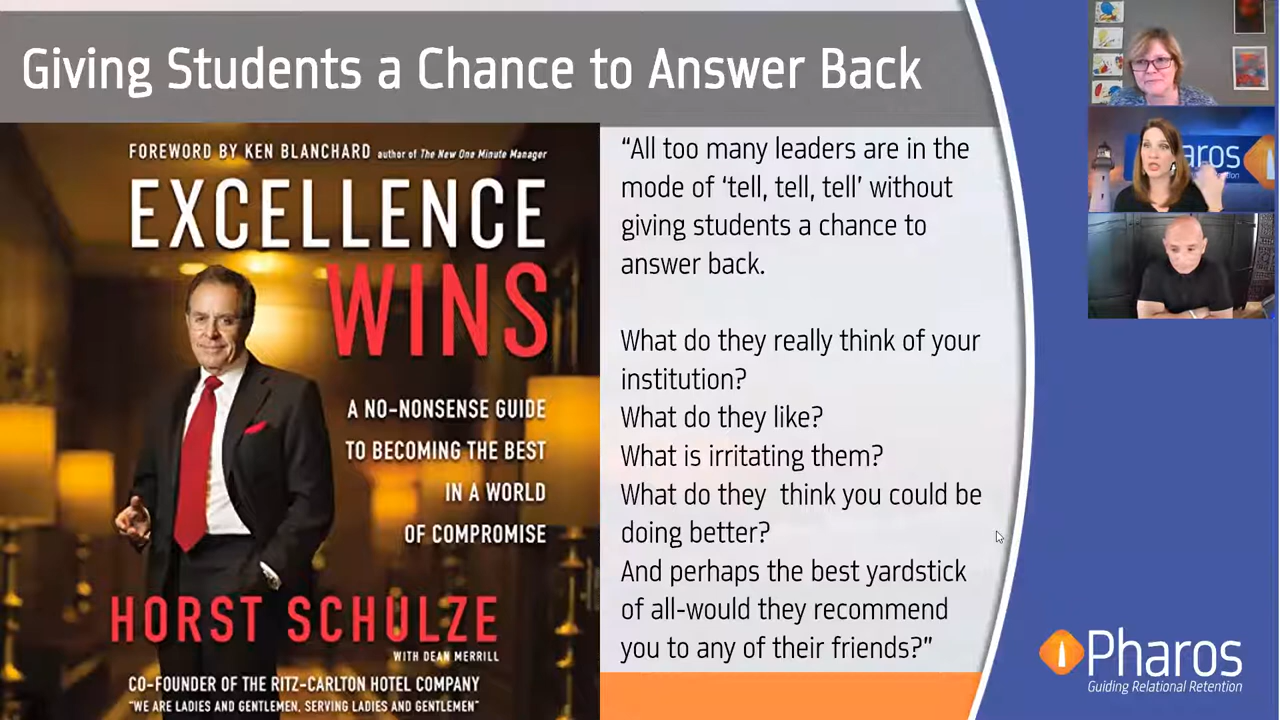 Giving Students a Chance to Answer Back
FOREWORD BY KEN BLANCHARD author of The New One Minute Manager
EXCELLENCE
WINS
A NO-NONSENSE GUIDE
TO BECOMING THE BEST
IN A WORLD
OF COMPROMISE
HORST SCHULZE
WITH DEAN MERRILL
CO-FOUNDER OF THE RITZ-CARLTON HOTEL COMPANY
"WE ARE LADIES AND GENTLEMEN, SERVING LADIES AND GENTLEMEN"
“All too many leaders are in the
mode of ‘tell, tell, tell’ without
giving students a chance to
answer back.
What do they really think of your
institution?
What do they like?
What is irritating them?
What do they  think you could be
doing better?
And perhaps the best yardstick
of all-would they recommend
you to any of their friends?”
aros
Retention
Pharos
Guiding Relational Retention